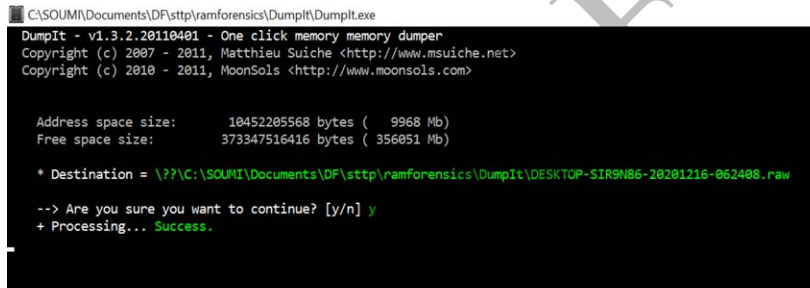 C:\SOUMI\Documents\DF\sttp\ramforensics\DumpIt\DumpIt.exe
DumpIt - v1.3.2.20110401 - One click memory memory dumper
Copyright (c) 2007 - 2011, Matthieu Suiche <http://www.msuiche.net>
Copyright (c) 2010 - 2011, MoonSols <http://www.moonsols.com>
Address space size: 10452205568 bytes ( 9968 Mb)
Free space size: 373347516416 bytes ( 356051 Mb)
* Destination = \??\C:\SOUMI\Documents\DF\sttp\ramforensics\DumpIt\DESKTOP-SIR9N86-20201216-062408.raw
--> Are you sure you want to continue? [y/n] y
+ Processing... Success.